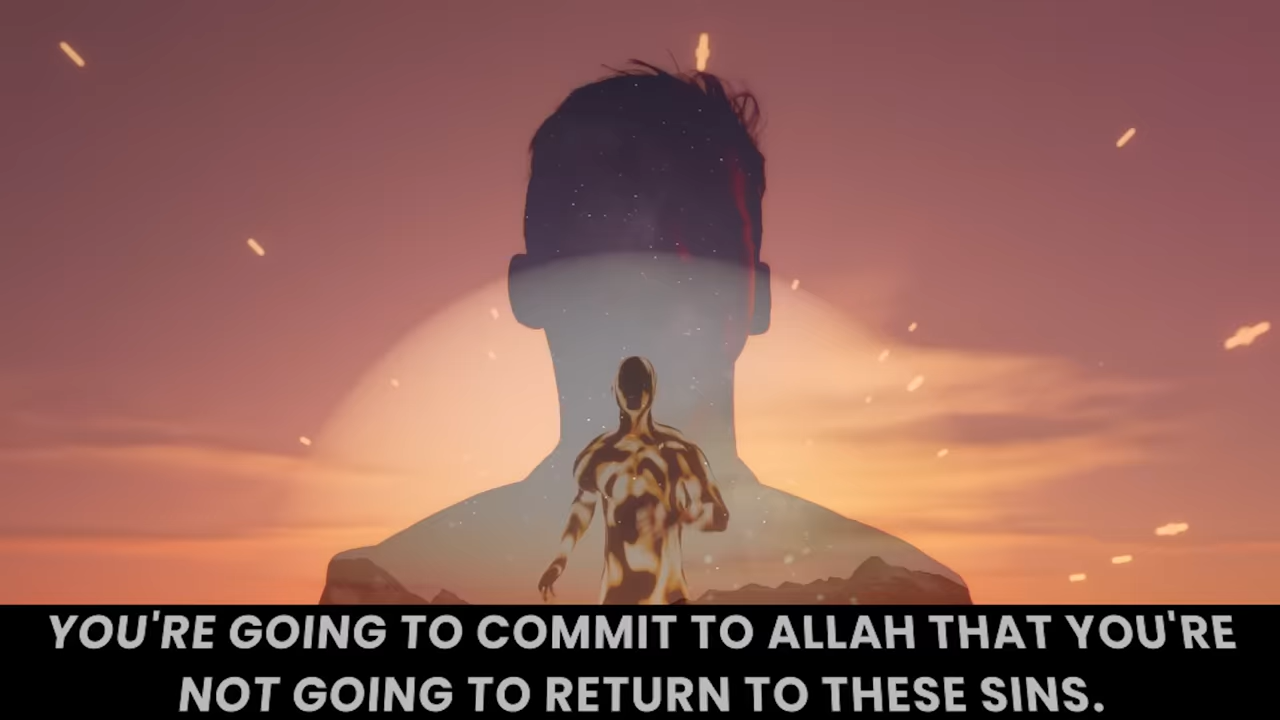 YOU'RE GOING TO COMMIT TO ALLAH THAT YOU'RE
NOT GOING TO RETURN TO THESE SINS.